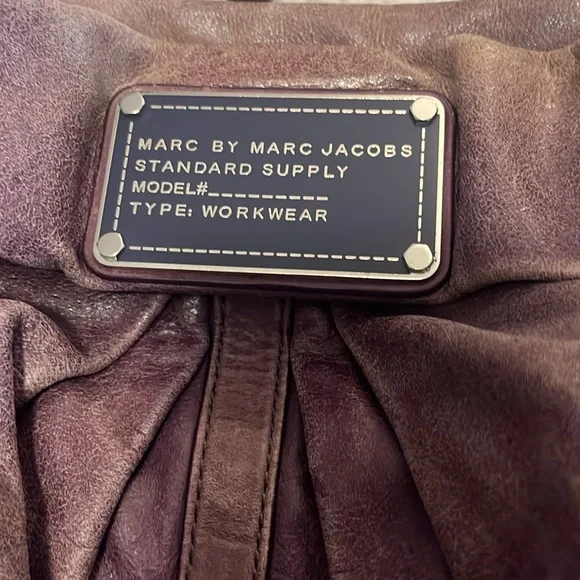 MARC BY MARC JACOBS
STANDARD SUPPLY
MODEL#__________
TYPE: WORKWEAR